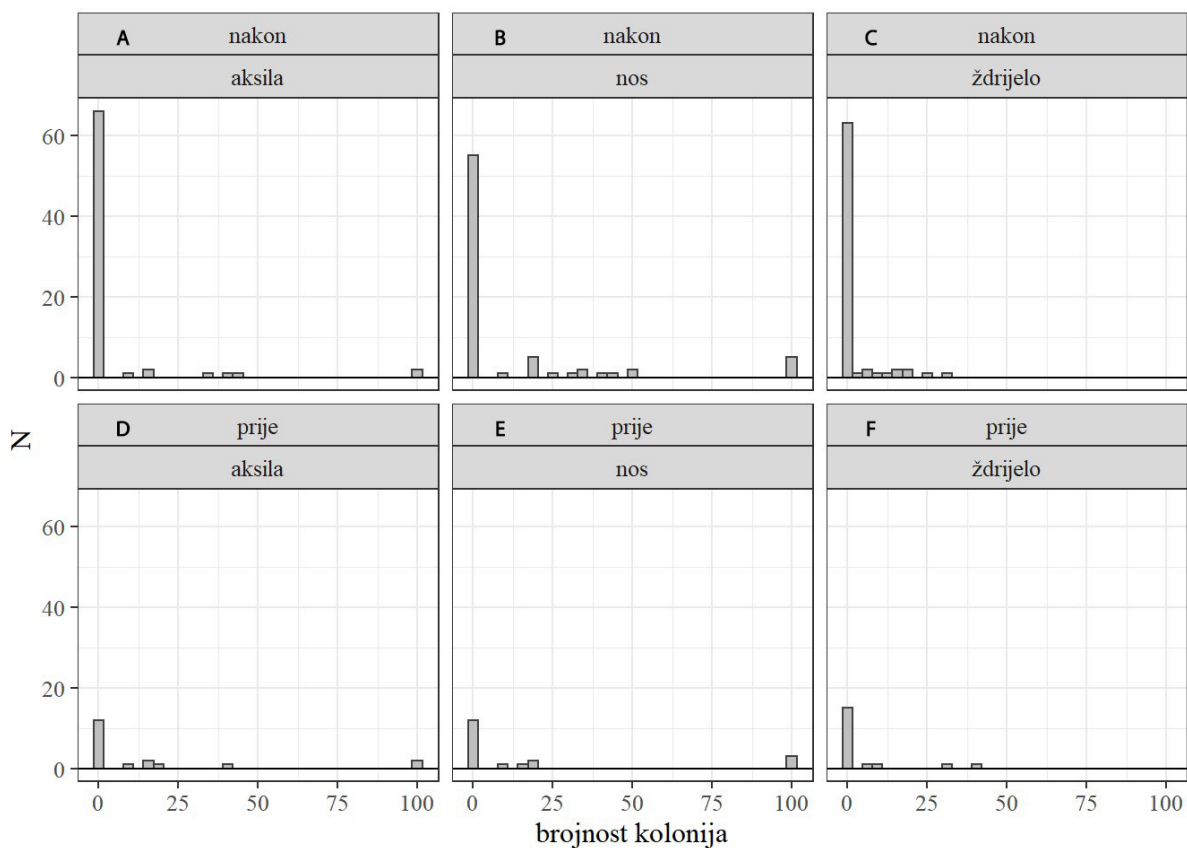 A nakon B nakon C nakon
aksila nos ždrijelo
60
40
20
0
D prije E prije F prije
aksila nos ždrijelo
N
60
40
20
0
0 25 50 75 100 0 25 50 75 100 0 25 50 75 100
brojnost kolonija